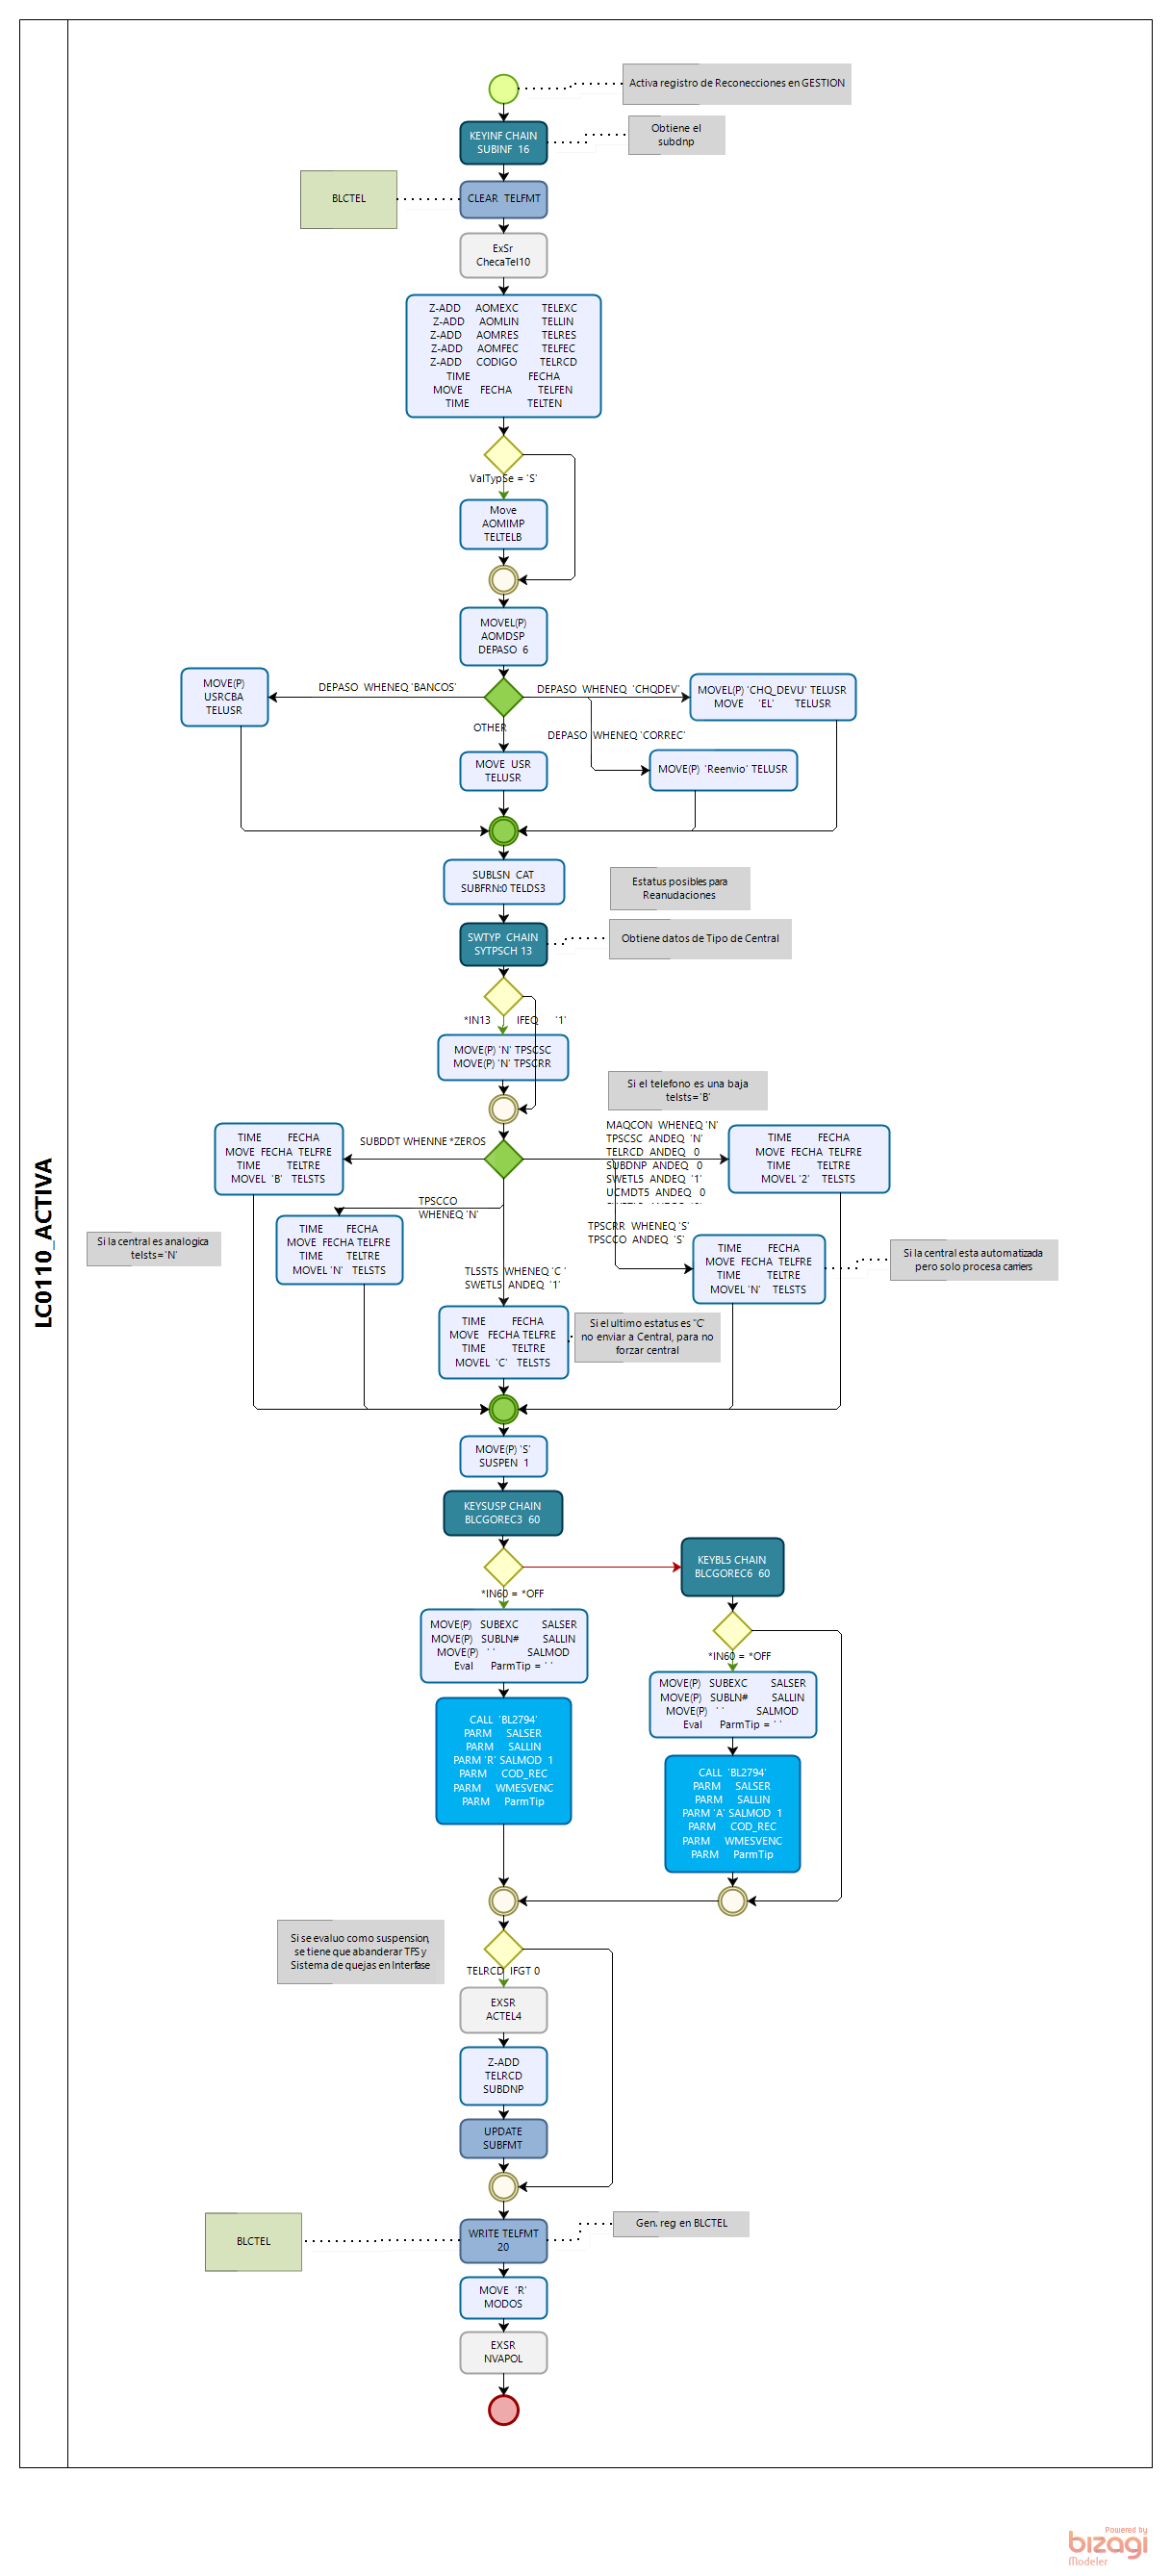 LC0110_ACTIVA
Activa registro de Reconecciones en GESTION
KEYINF CHAIN
SUBINF 16
Obtiene el
subdnp
BLCTEL
CLEAR TELFMT
ExSr
ChecaTel10
Z-ADD AOMEXC TELEXC
Z-ADD AOMLIN TELLIN
Z-ADD AOMRES TELRES
Z-ADD AOMFEC TELFEC
Z-ADD CODIGO TELRCD
TIME FECHA
MOVE FECHA TELFEN
TIME TELTEN
ValTypSe = 'S'
Move
AOMIMP
TELTELB
MOVEL(P)
AOMDSP
DEPASO 6
DEPASO WHENEQ 'BANCOS'
MOVE(P)
USRCBA
TELUSR
DEPASO WHENEQ 'CHQDEV'
MOVEL(P) 'CHQ_DEVU' TELUSR
MOVE 'EL' TELUSR
OTHER
DEPASO WHENEQ 'CORREC'
MOVE USR
TELUSR
MOVE(P) 'Reenvio' TELUSR
SUBLSN CAT
SUBFRN:0 TELDS3
Estatus posibles para
Reanudaciones
SWTYP CHAIN
SYTPSCH 13
Obtiene datos de Tipo de Central
*IN13 IFEQ '1'
MOVE(P) 'N' TPSCSC
MOVE(P) 'N' TPSCRR
Si el telefono es una baja
telsts='B'
SUBDDT WHENNE *ZEROS
TIME FECHA
MOVE FECHA TELFRE
TIME TELTRE
MOVEL 'B' TELSTS
MAQCON WHENEQ 'N'
TPSCSC ANDEQ 'N'
TELRCD ANDEQ 0
SUBDNP ANDEQ 0
SWETL5 ANDEQ '1'
UCMDT5 ANDEQ 0
TIME FECHA
MOVE FECHA TELFRE
TIME TELTRE
MOVEL '2' TELSTS
TPSCCO
WHENEQ 'N'
TIME FECHA
MOVE FECHA TELFRE
TIME TELTRE
MOVEL 'N' TELSTS
Si la central es analogica
telsts='N'
TPSCRR WHENEQ 'S'
TPSCCO ANDEQ 'S'
TIME FECHA
MOVE FECHA TELFRE
TIME TELTRE
MOVEL 'N' TELSTS
Si la central esta automatizada
pero solo procesa carriers
TL5STS WHENEQ 'C '
SWETL5 ANDEQ '1'
TIME FECHA
MOVE FECHA TELFRE
TIME TELTRE
MOVEL 'C' TELSTS
Si el ultimo estatus es "C"
no enviar a Central, para no
forzar central
MOVE(P) 'S'
SUSPEN 1
KEYSUSP CHAIN
BLCGOREC3 60
*IN60 = *OFF
KEYBL5 CHAIN
BLCGOREC6 60
MOVE(P) SUBEXC SALSER
MOVE(P) SUBLN# SALLIN
MOVE(P) ' ' SALMOD
Eval ParmTip = ' '
*IN60 = *OFF
MOVE(P) SUBEXC SALSER
MOVE(P) SUBLN# SALLIN
MOVE(P) ' ' SALMOD
Eval ParmTip = ' '
CALL 'BL2794'
PARM SALSER
PARM SALLIN
PARM 'R' SALMOD 1
PARM COD_REC
PARM WMESVENC
PARM ParmTip
CALL 'BL2794'
PARM SALSER
PARM SALLIN
PARM 'A' SALMOD 1
PARM COD_REC
PARM WMESVENC
PARM ParmTip
Si se evaluo como suspension,
se tiene que abanderar TFS y
Sistema de quejas en Interfase
TELRCD IFGT 0
EXSR
ACTEL4
Z-ADD
TELRCD
SUBDNP
UPDATE
SUBFMT
BLCTEL
WRITE TELFMT
20
Gen. reg en BLCTEL
MOVE 'R'
MODOS
EXSR
NVAPOL
Powered by
bizagi
Modeler